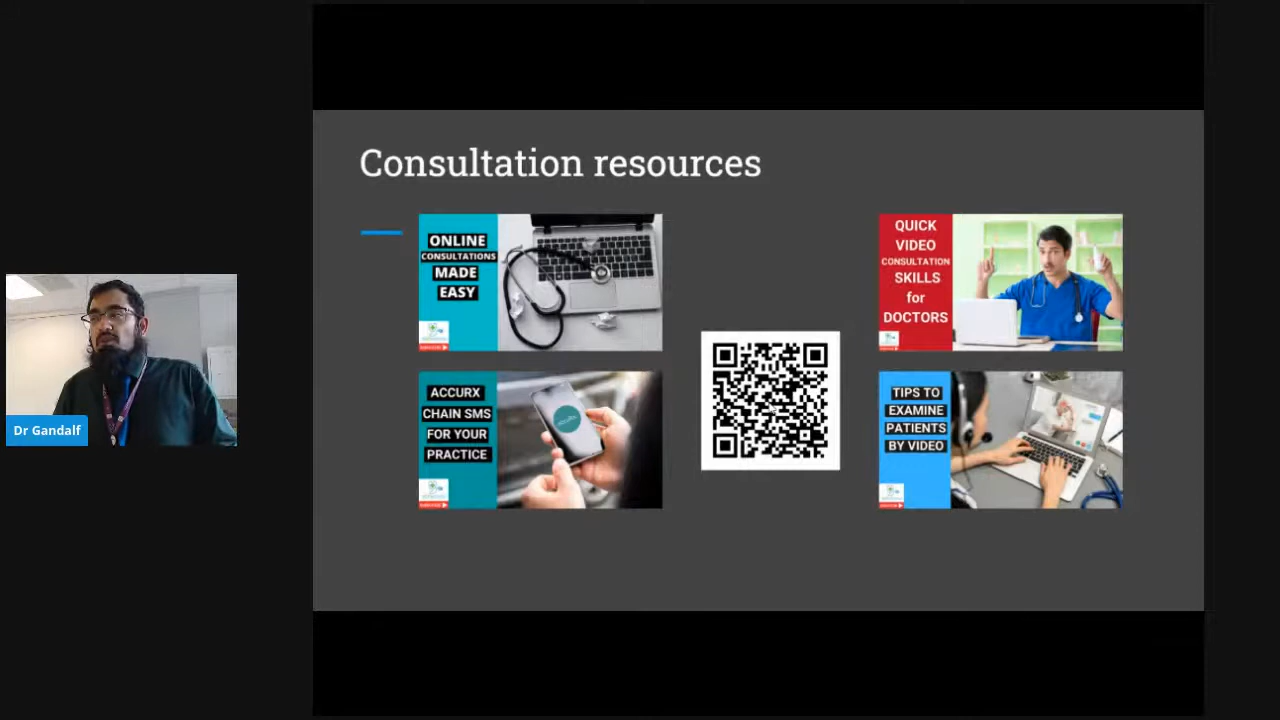 Consultation resources
ONLINE
CONSULTATIONS
MADE
EASY
QUICK
VIDEO
CONSULTATION
SKILLS
for
DOCTORS
ACCURX
CHAIN SMS
FOR YOUR
PRACTICE
TIPS TO
EXAMINE
PATIENTS
BY VIDEO
Dr Gandalf